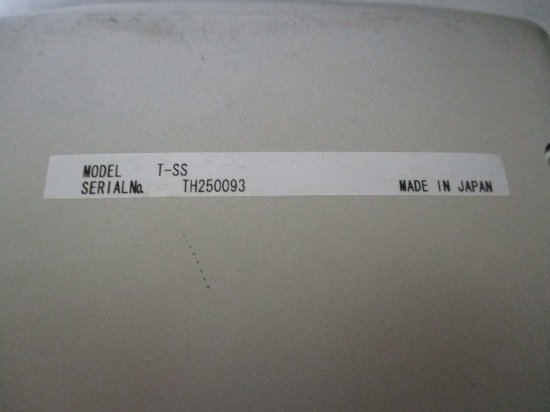 MODEL T-SS
SERIALNo. TH250093 MADE IN JAPAN